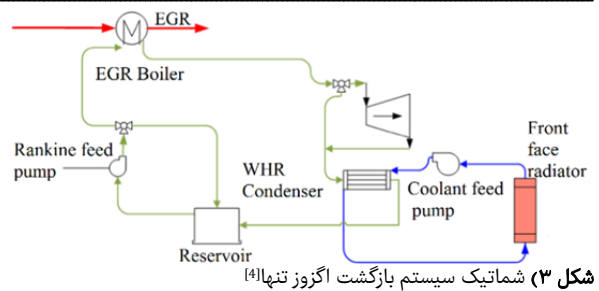 EGR
EGR Boiler
Rankine feed
pump
WHR
Condenser
Coolant feed
pump
Front
face
radiator
Reservoir
شکل ۳) شماتیک سیستم بازگشت اگزوز تنها[4]